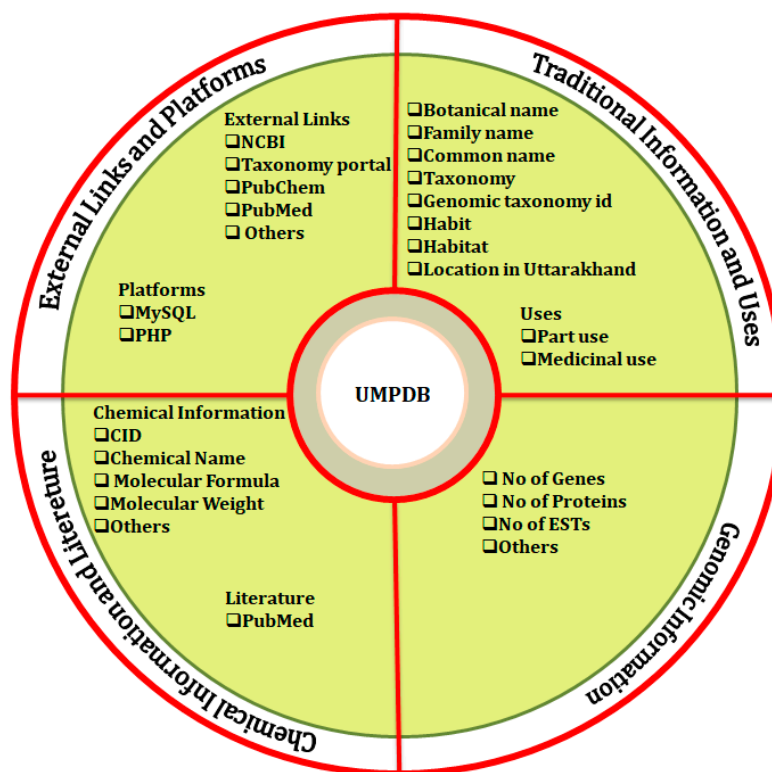 External Links and Platforms
External Links
❑NCBI
❑Taxonomy portal
❑PubChem
❑PubMed
❑ Others
Platforms
❑MySQL
❑PHP
Traditional Information and Uses
❑Botanical name
❑Family name
❑Common name
❑Taxonomy
❑Genomic taxonomy id
❑Habit
❑Habitat
❑Location in Uttarakhand
Uses
❑Part use
❑Medicinal use
UMPDB
Chemical Information and Litereture
Chemical Information
❑CID
❑Chemical Name
❑ Molecular Formula
❑Molecular Weight
❑Others
Literature
❑PubMed
Genomic Information
❑ No of Genes
❑ No of Proteins
❑No of ESTs
❑Others